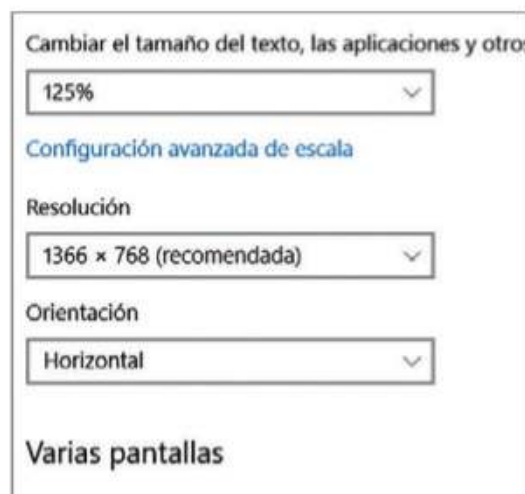 Cambiar el tamaño del texto, las aplicaciones y otros
125%
Configuración avanzada de escala
Resolución
1366 × 768 (recomendada)
Orientación
Horizontal
Varias pantallas